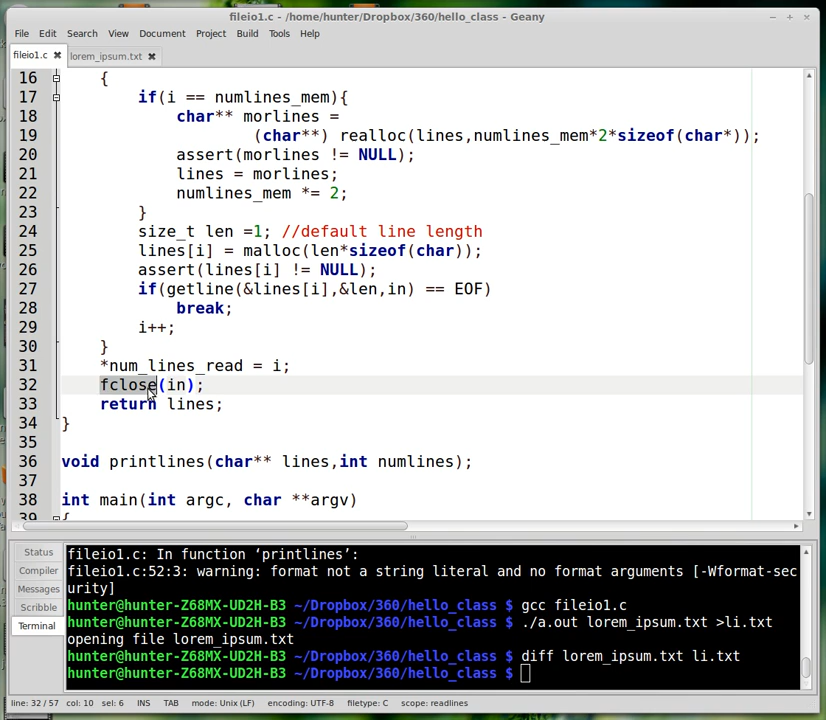 fileio1.c - /home/hunter/Dropbox/360/hello_class - Geany
File Edit Search View Document Project Build Tools Help
fileio1.c lorem_ipsum.txt
16 {
17 if(i == numlines_mem){
18 char** morlines =
19 (char**) realloc(lines,numlines_mem*2*sizeof(char*));
20 assert(morlines != NULL);
21 lines = morlines;
22 numlines_mem *= 2;
23 }
24 size_t len =1; //default line length
25 lines[i] = malloc(len*sizeof(char));
26 assert(lines[i] != NULL);
27 if(getline(&lines[i],&len,in) == EOF)
28 break;
29 i++;
30 }
31 *num_lines_read = i;
32 fclose(in);
33 return lines;
34 }
35
36 void printlines(char** lines,int numlines);
37
38 int main(int argc, char **argv)
39 {
Status
Compiler
Messages
Scribble
Terminal
fileio1.c: In function ‘printlines’:
fileio1.c:52:3: warning: format not a string literal and no format arguments [-Wformat-sec
urity]
hunter@hunter-Z68MX-UD2H-B3 ~/Dropbox/360/hello_class $ gcc fileio1.c
hunter@hunter-Z68MX-UD2H-B3 ~/Dropbox/360/hello_class $ ./a.out lorem_ipsum.txt >li.txt
opening file lorem_ipsum.txt
hunter@hunter-Z68MX-UD2H-B3 ~/Dropbox/360/hello_class $ diff lorem_ipsum.txt li.txt
hunter@hunter-Z68MX-UD2H-B3 ~/Dropbox/360/hello_class $
line: 32 / 57 col: 10 sel: 6 INS TAB mode: Unix (LF) encoding: UTF-8 filetype: C scope: readlines